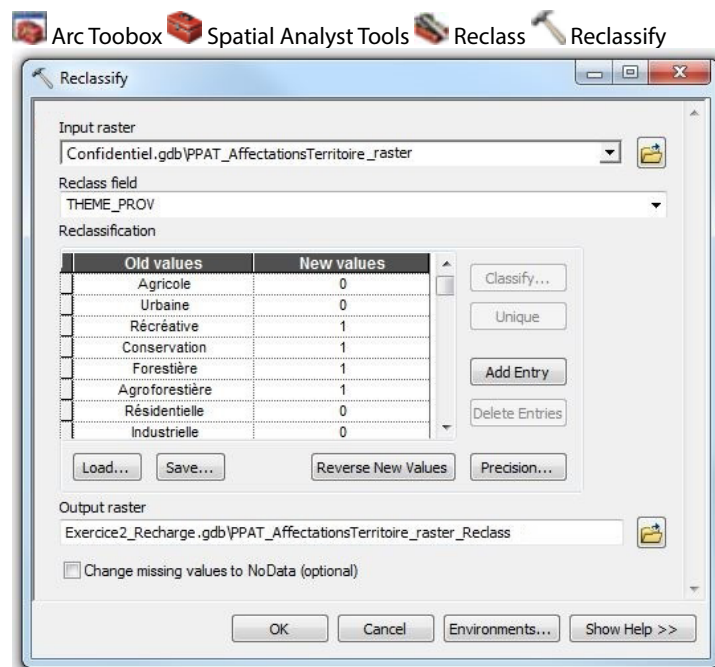 Arc Toobox Spatial Analyst Tools Reclass Reclassify
Reclassify
Input raster
Confidentiel.gdb\PPAT_AffectationsTerritoire_raster
Reclass field
THEME_PROV
Reclassification
Old values New values
Agricole 0
Urbaine 0
Récréative 1
Conservation 1
Forestière 1
Agroforestière 1
Résidentielle 0
Industrielle 0
Classify...
Unique
Add Entry
Delete Entries
Load... Save... Reverse New Values Precision...
Output raster
Exercice2_Recharge.gdb\PPAT_AffectationsTerritoire_raster_Reclass
Change missing values to NoData (optional)
OK Cancel Environments... Show Help >>